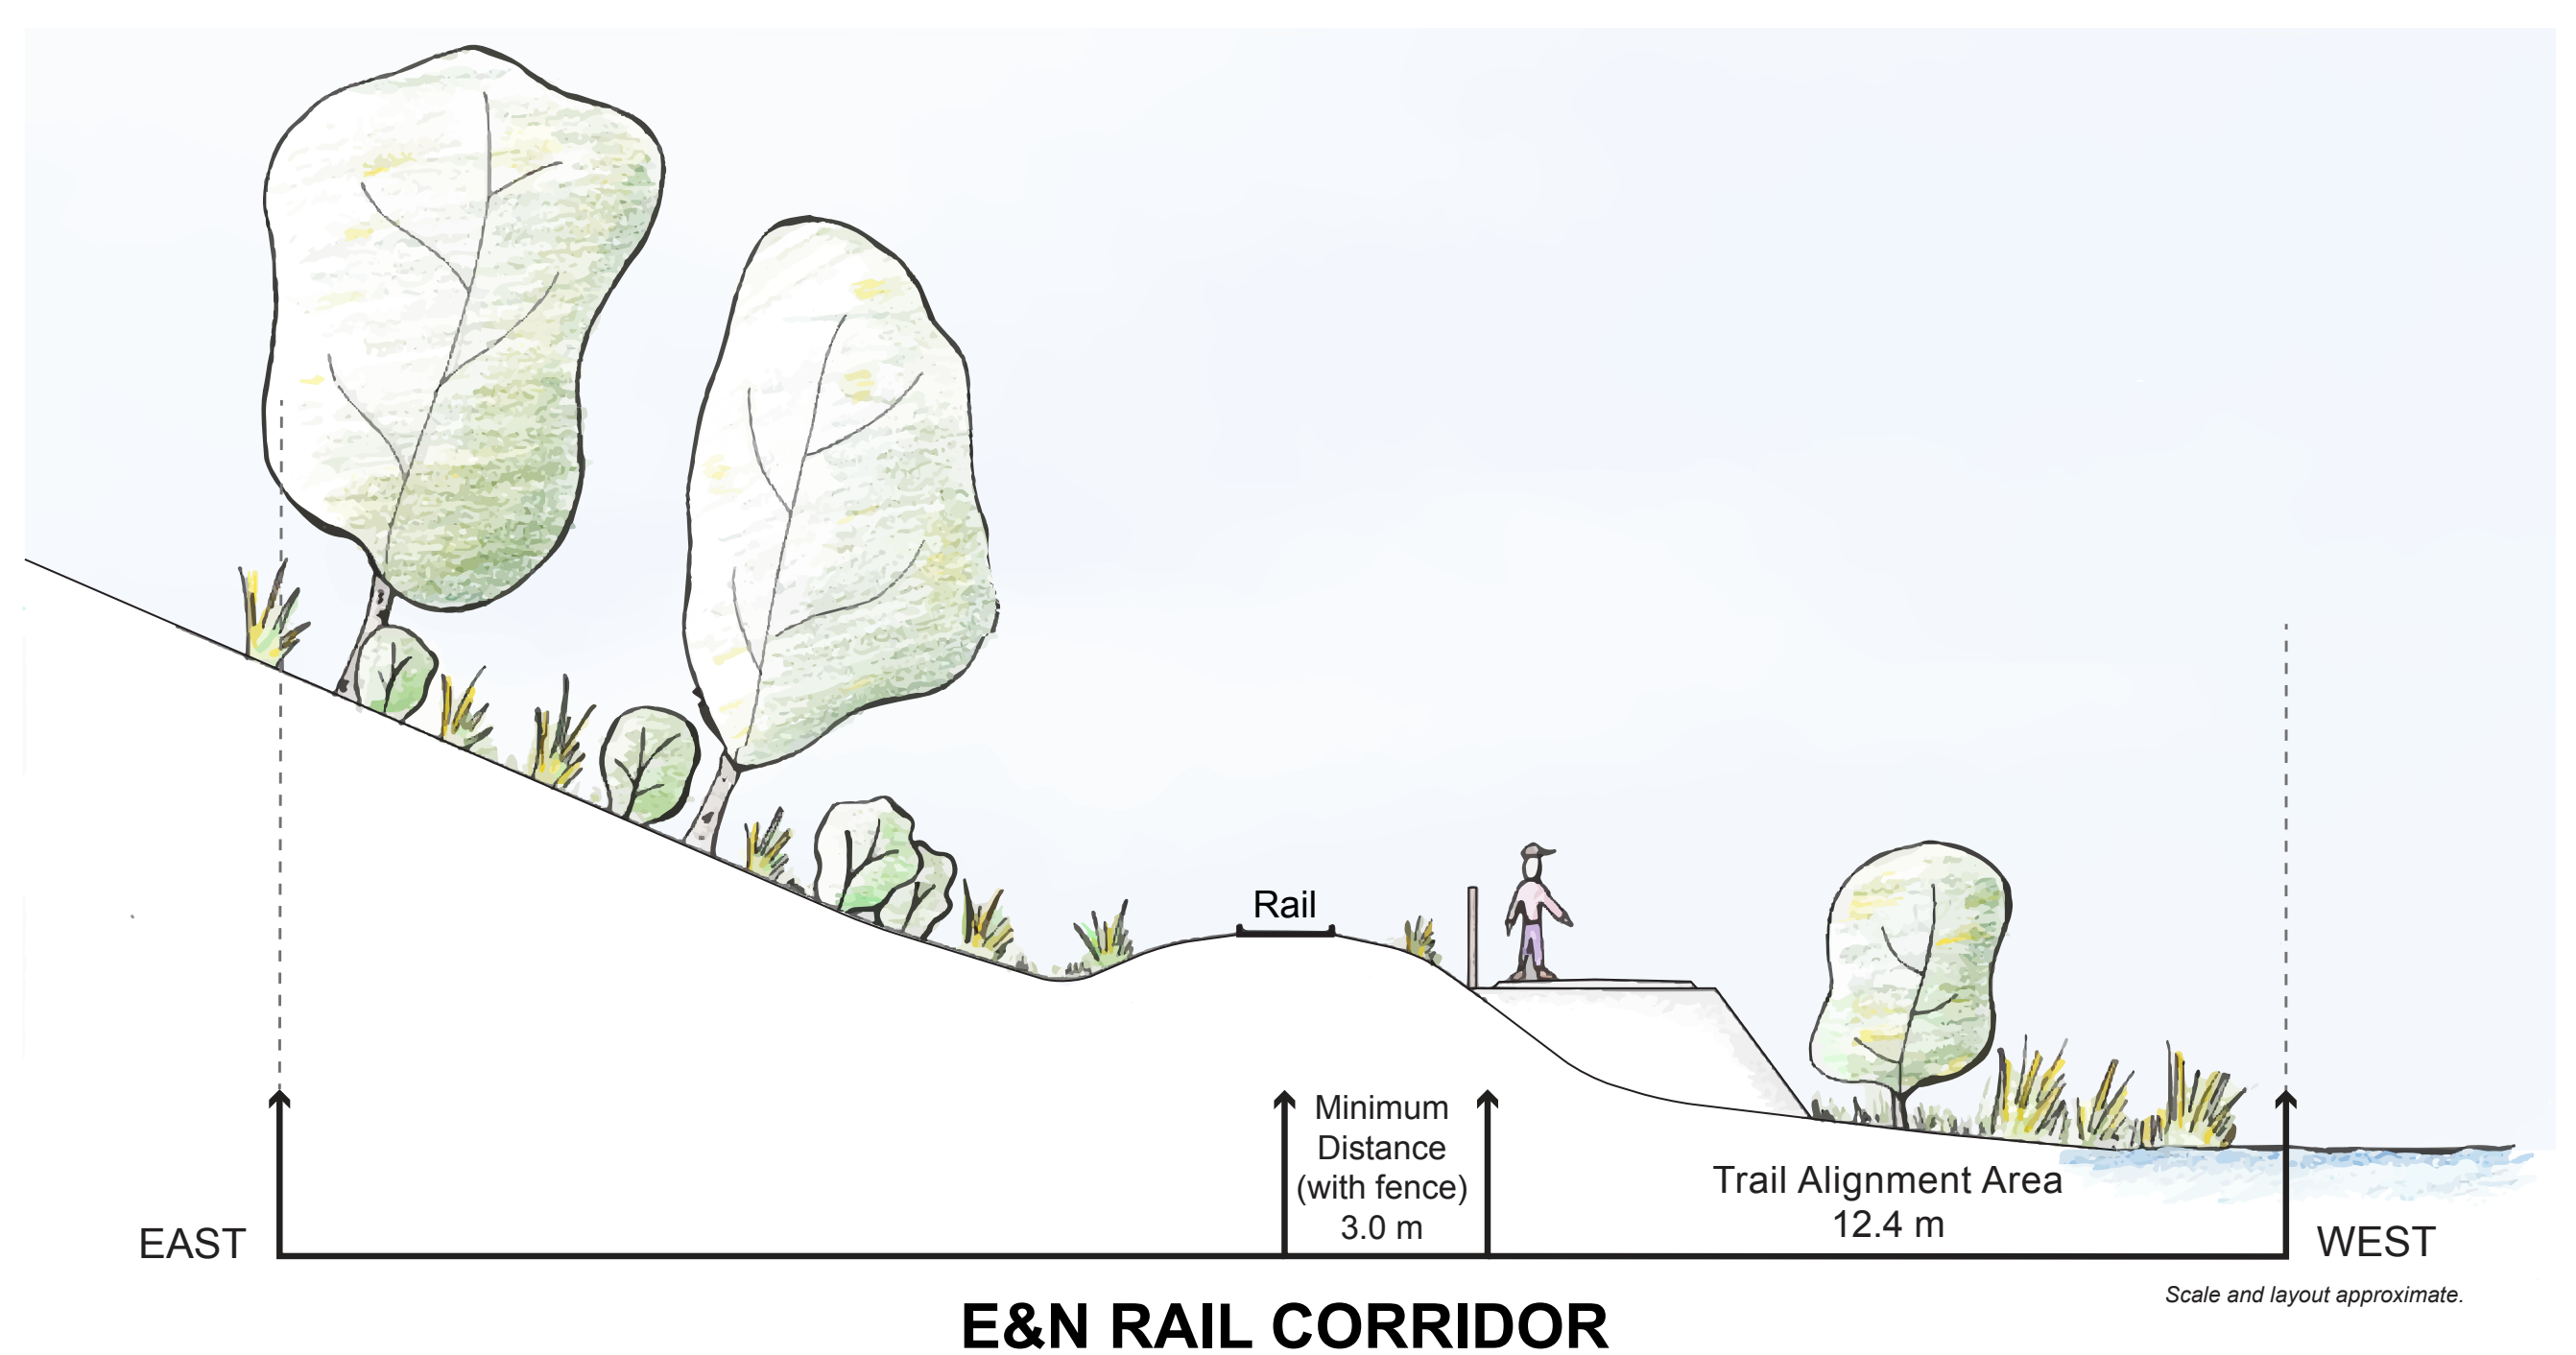 Rail
Minimum
Distance
(with fence)
3.0 m
Trail Alignment Area
12.4 m
EAST
WEST
Scale and layout approximate.
E&N RAIL CORRIDOR